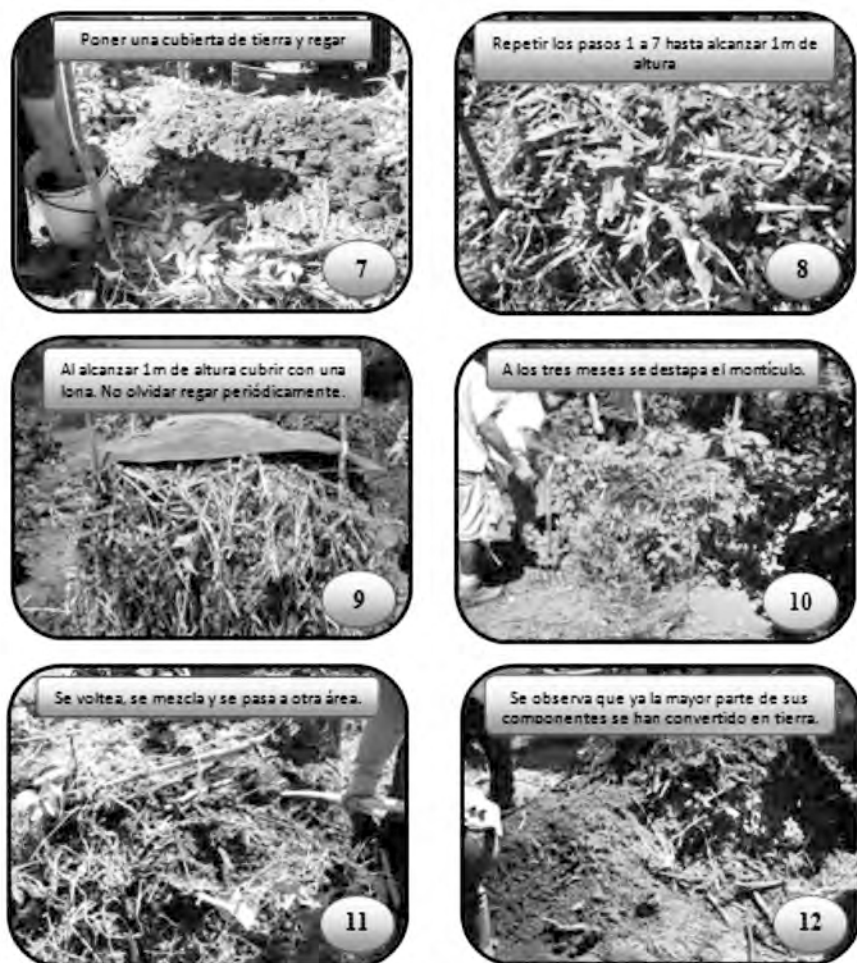 Poner una cubierta de tierra y regar
7
Repetir los pasos 1 a 7 hasta alcanzar 1m de
altura
8
Al alcanzar 1m de altura cubrir con una
lona. No olvidar regar periódicamente.
9
A los tres meses se destapa el montículo.
10
Se voltea, se mezcla y se pasa a otra área.
11
Se observa que ya la mayor parte de sus
componentes se han convertido en tierra.
12